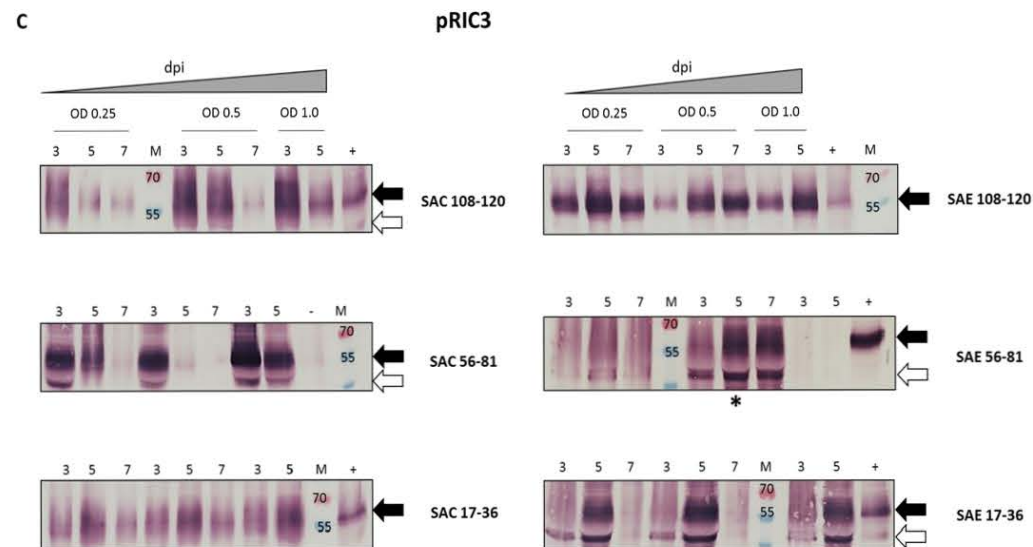 C
pRIC3
dpi
OD 0.25 OD 0.5 OD 1.0
3 5 7 M 3 5 7 3 5 +
70
55
SAC 108-120
dpi
OD 0.25 OD 0.5 OD 1.0
3 5 7 3 5 7 3 5 + M
70
55
SAE 108-120
3 5 7 3 5 7 3 5 - M
70
55
SAC 56-81
3 5 7 M 3 5 7 3 5 +
70
55
SAE 56-81
*
3 5 7 3 5 7 3 5 M +
70
55
SAC 17-36
3 5 7 3 5 7 M 3 5 +
70
55
SAE 17-36